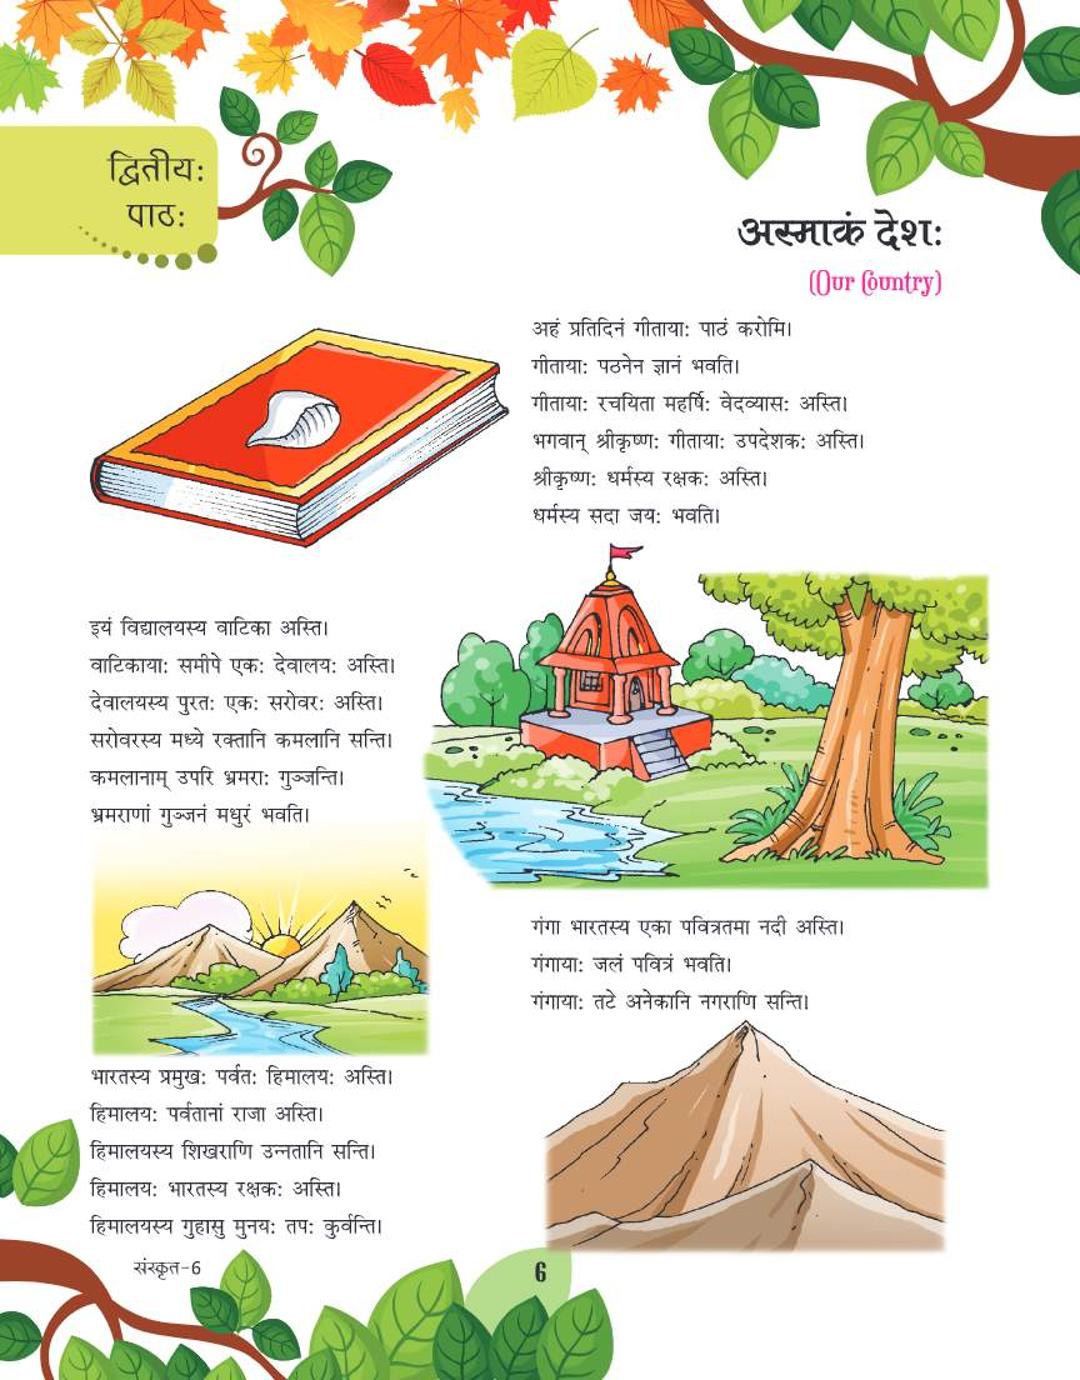 द्वितीयः
पाठः
अस्माकं देशः
(Our Country)
अहं प्रतिदिनं गीतायाः पाठं करोमि।
गीतायाः पठनेन ज्ञानं भवति।
गीतायाः रचयिता महर्षिः वेदव्यासः अस्ति।
भगवान् श्रीकृष्णः गीतायाः उपदेशकः अस्ति।
श्रीकृष्णः धर्मस्य रक्षकः अस्ति।
धर्मस्य सदा जयः भवति।
इयं विद्यालयस्य वाटिका अस्ति।
वाटिकायाः समीपे एकः देवालयः अस्ति।
देवालयस्य पुरतः एकः सरोवरः अस्ति।
सरोवरस्य मध्ये रक्तानि कमलानि सन्ति।
कमलानाम् उपरि भ्रमराः गुञ्जन्ति।
भ्रमराणां गुञ्जनं मधुरं भवति।
गंगा भारतस्य एका पवित्रतमा नदी अस्ति।
गंगायाः जलं पवित्रं भवति।
गंगायाः तटे अनेकानि नगराणि सन्ति।
भारतस्य प्रमुखः पर्वतः हिमालयः अस्ति।
हिमालयः पर्वतानां राजा अस्ति।
हिमालयस्य शिखराणि उन्नतानि सन्ति।
हिमालयः भारतस्य रक्षकः अस्ति।
हिमालयस्य गुहासु मुनयः तपः कुर्वन्ति।
संस्कृत-6
6